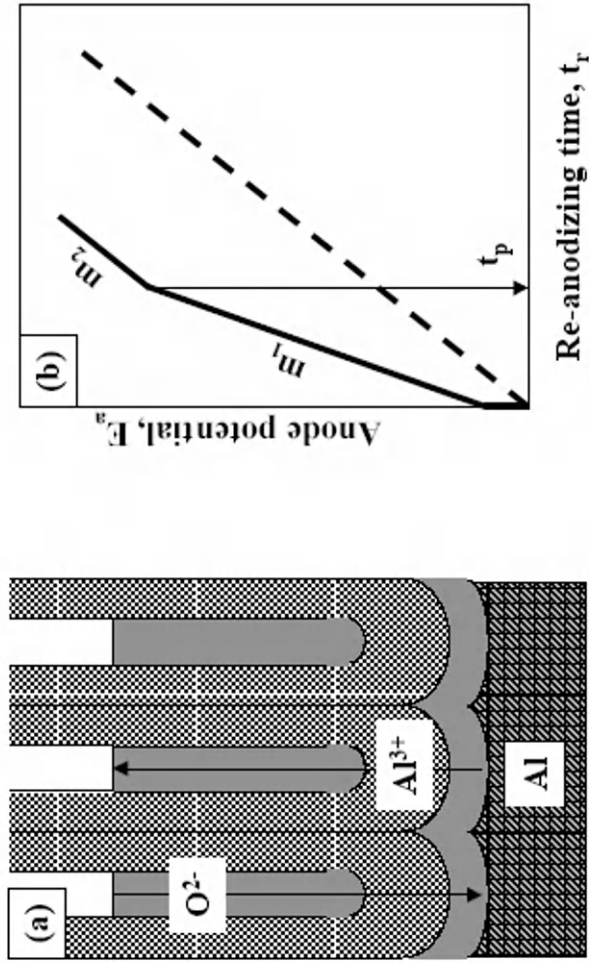 (a)
O2-
Al3+
Al
(b)
Anode potential, Ea
m1
m2
tp
Re-anodizing time, tr